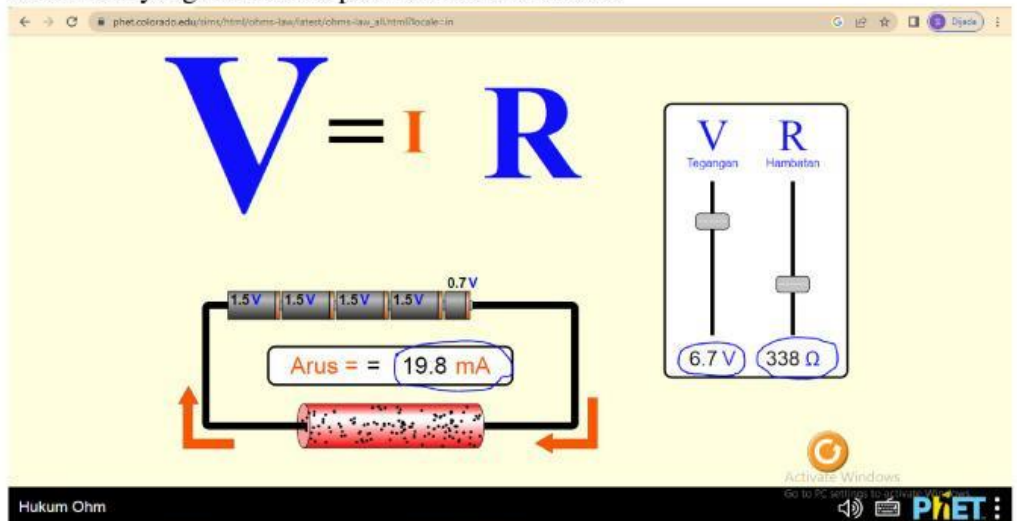 phet.colorado.edu/sims/html/ohms-law/latest/ohms-law_all.html?locale=in
Dijeda
V = I R
V R
Tegangan Hambatan
0.7 V
1.5 V 1.5 V 1.5 V 1.5 V
Arus = = 19.8 mA
6.7 V 338 Ω
Activate Windows
Go to PC settings to activate Windows.
Hukum Ohm
PhET